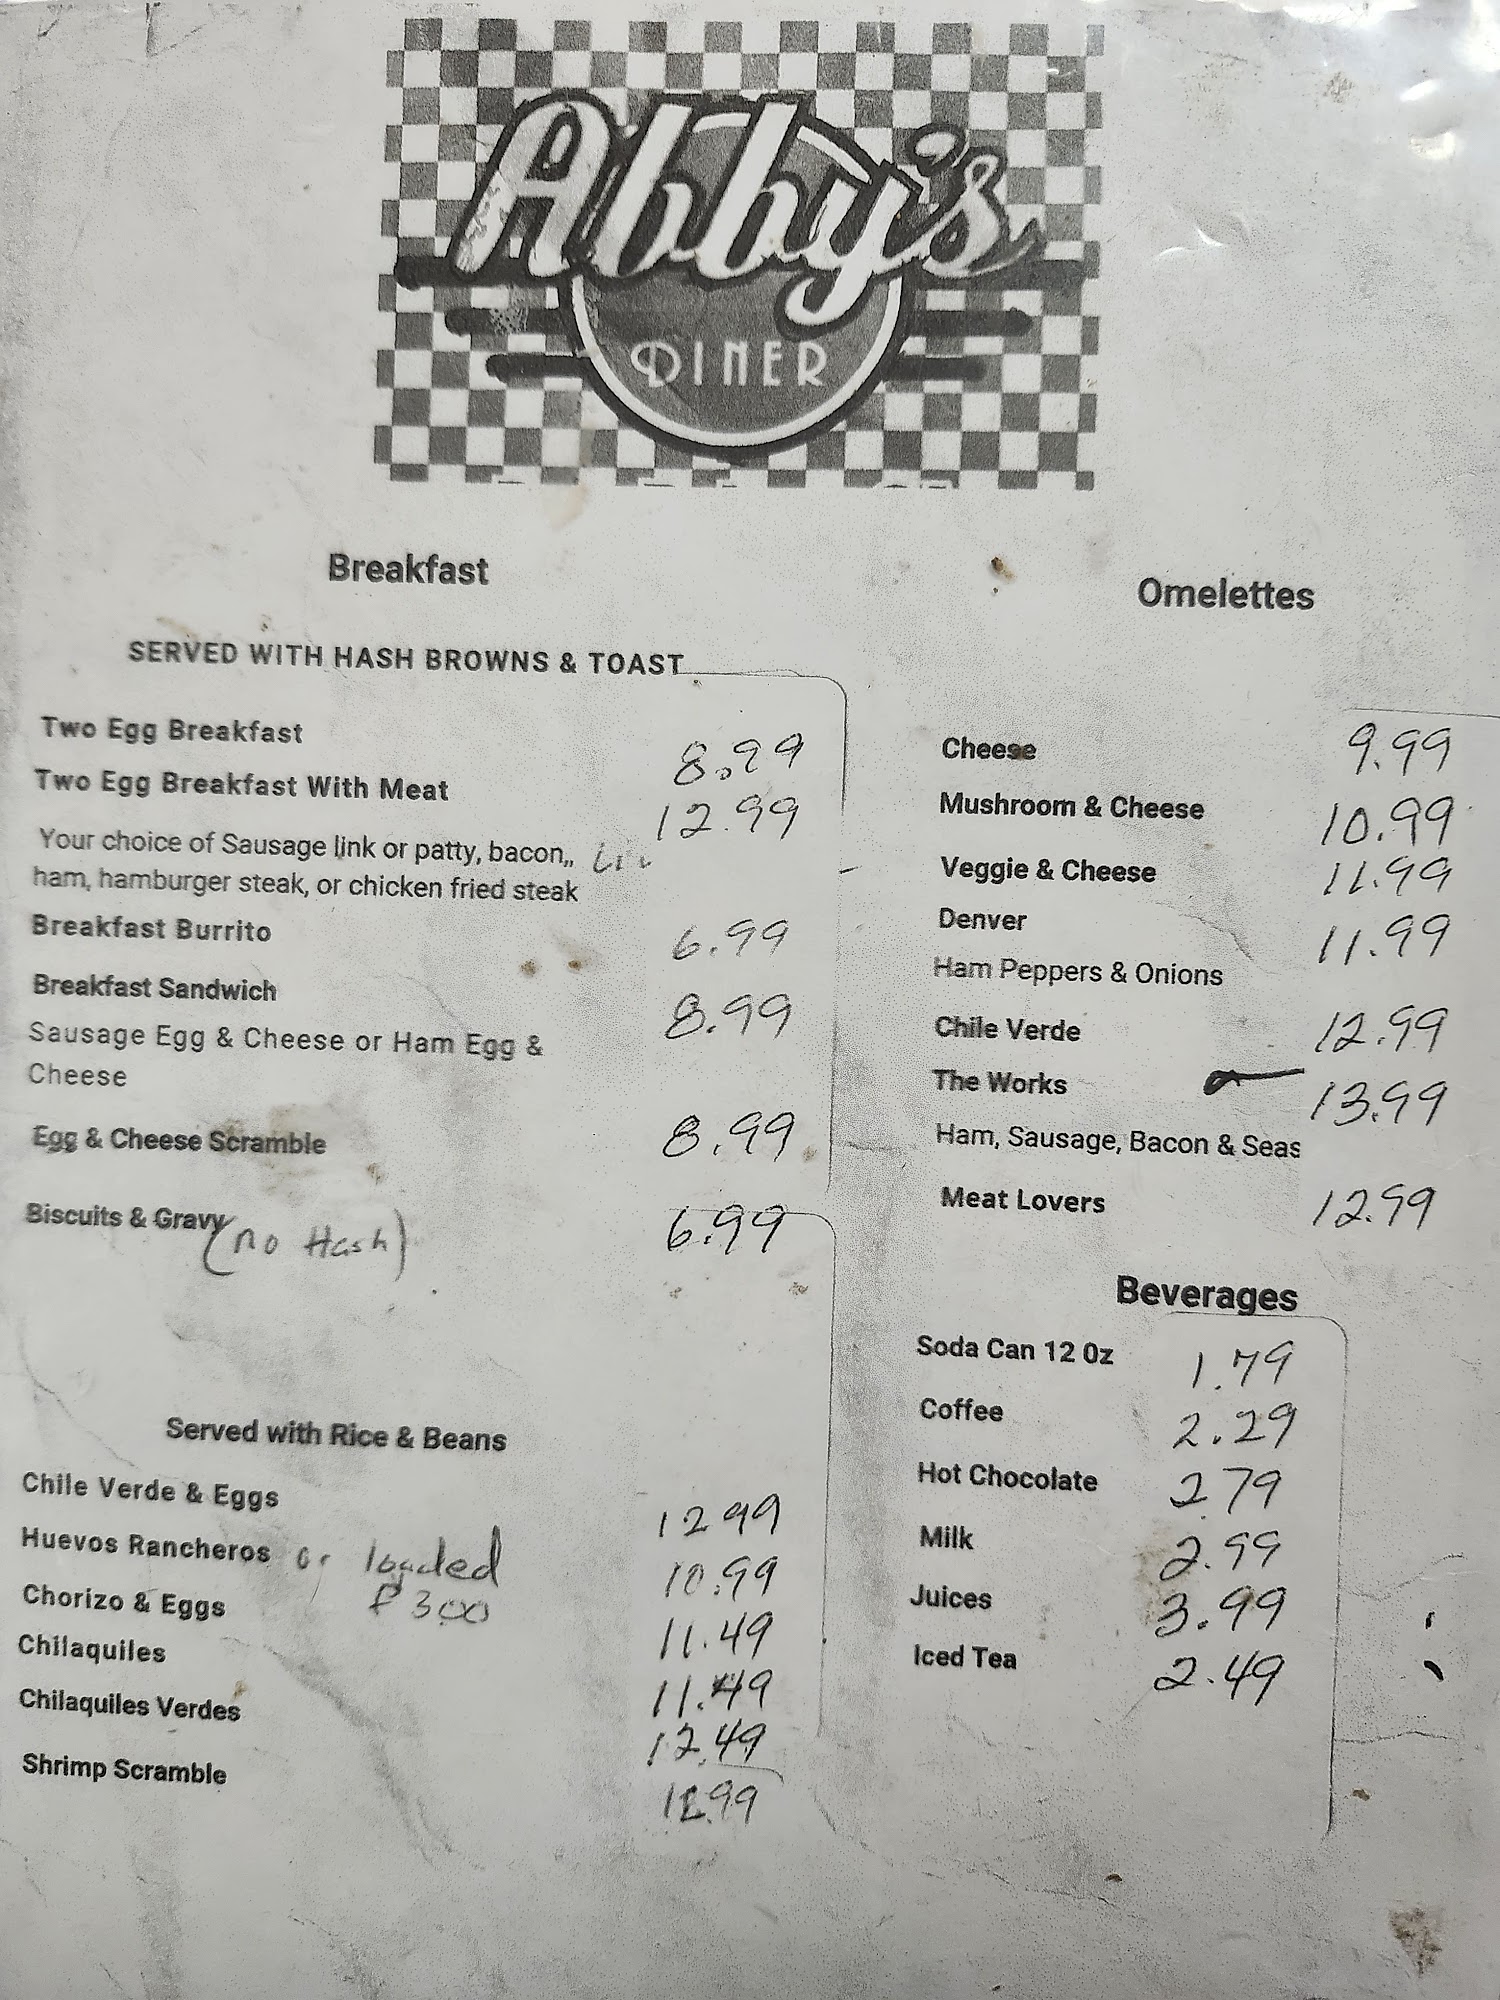 Abby's
DINER
Breakfast
SERVED WITH HASH BROWNS & TOAST
Two Egg Breakfast 8.99
Two Egg Breakfast With Meat 12.99
Your choice of Sausage link or patty, bacon,,
ham, hamburger steak, or chicken fried steak
Breakfast Burrito 6.99
Breakfast Sandwich 8.99
Sausage Egg & Cheese or Ham Egg &
Cheese
Egg & Cheese Scramble 8.99
Biscuits & Gravy (no Hash) 6.99
Served with Rice & Beans
Chile Verde & Eggs 12 99
Huevos Rancheros or loaded 10.99
Chorizo & Eggs 300 11.49
Chilaquiles 11.49
Chilaquiles Verdes 12.49
Shrimp Scramble
Omelettes
Cheese 9.99
Mushroom & Cheese 10.99
Veggie & Cheese 11.99
Denver 11.99
Ham Peppers & Onions
Chile Verde 12.99
The Works 13.99
Ham, Sausage, Bacon & Seas
Meat Lovers 12.99
Beverages
Soda Can 12 Oz 1.79
Coffee 2.29
Hot Chocolate 2 79
Milk 2.99
Juices 3.99
Iced Tea 2.49